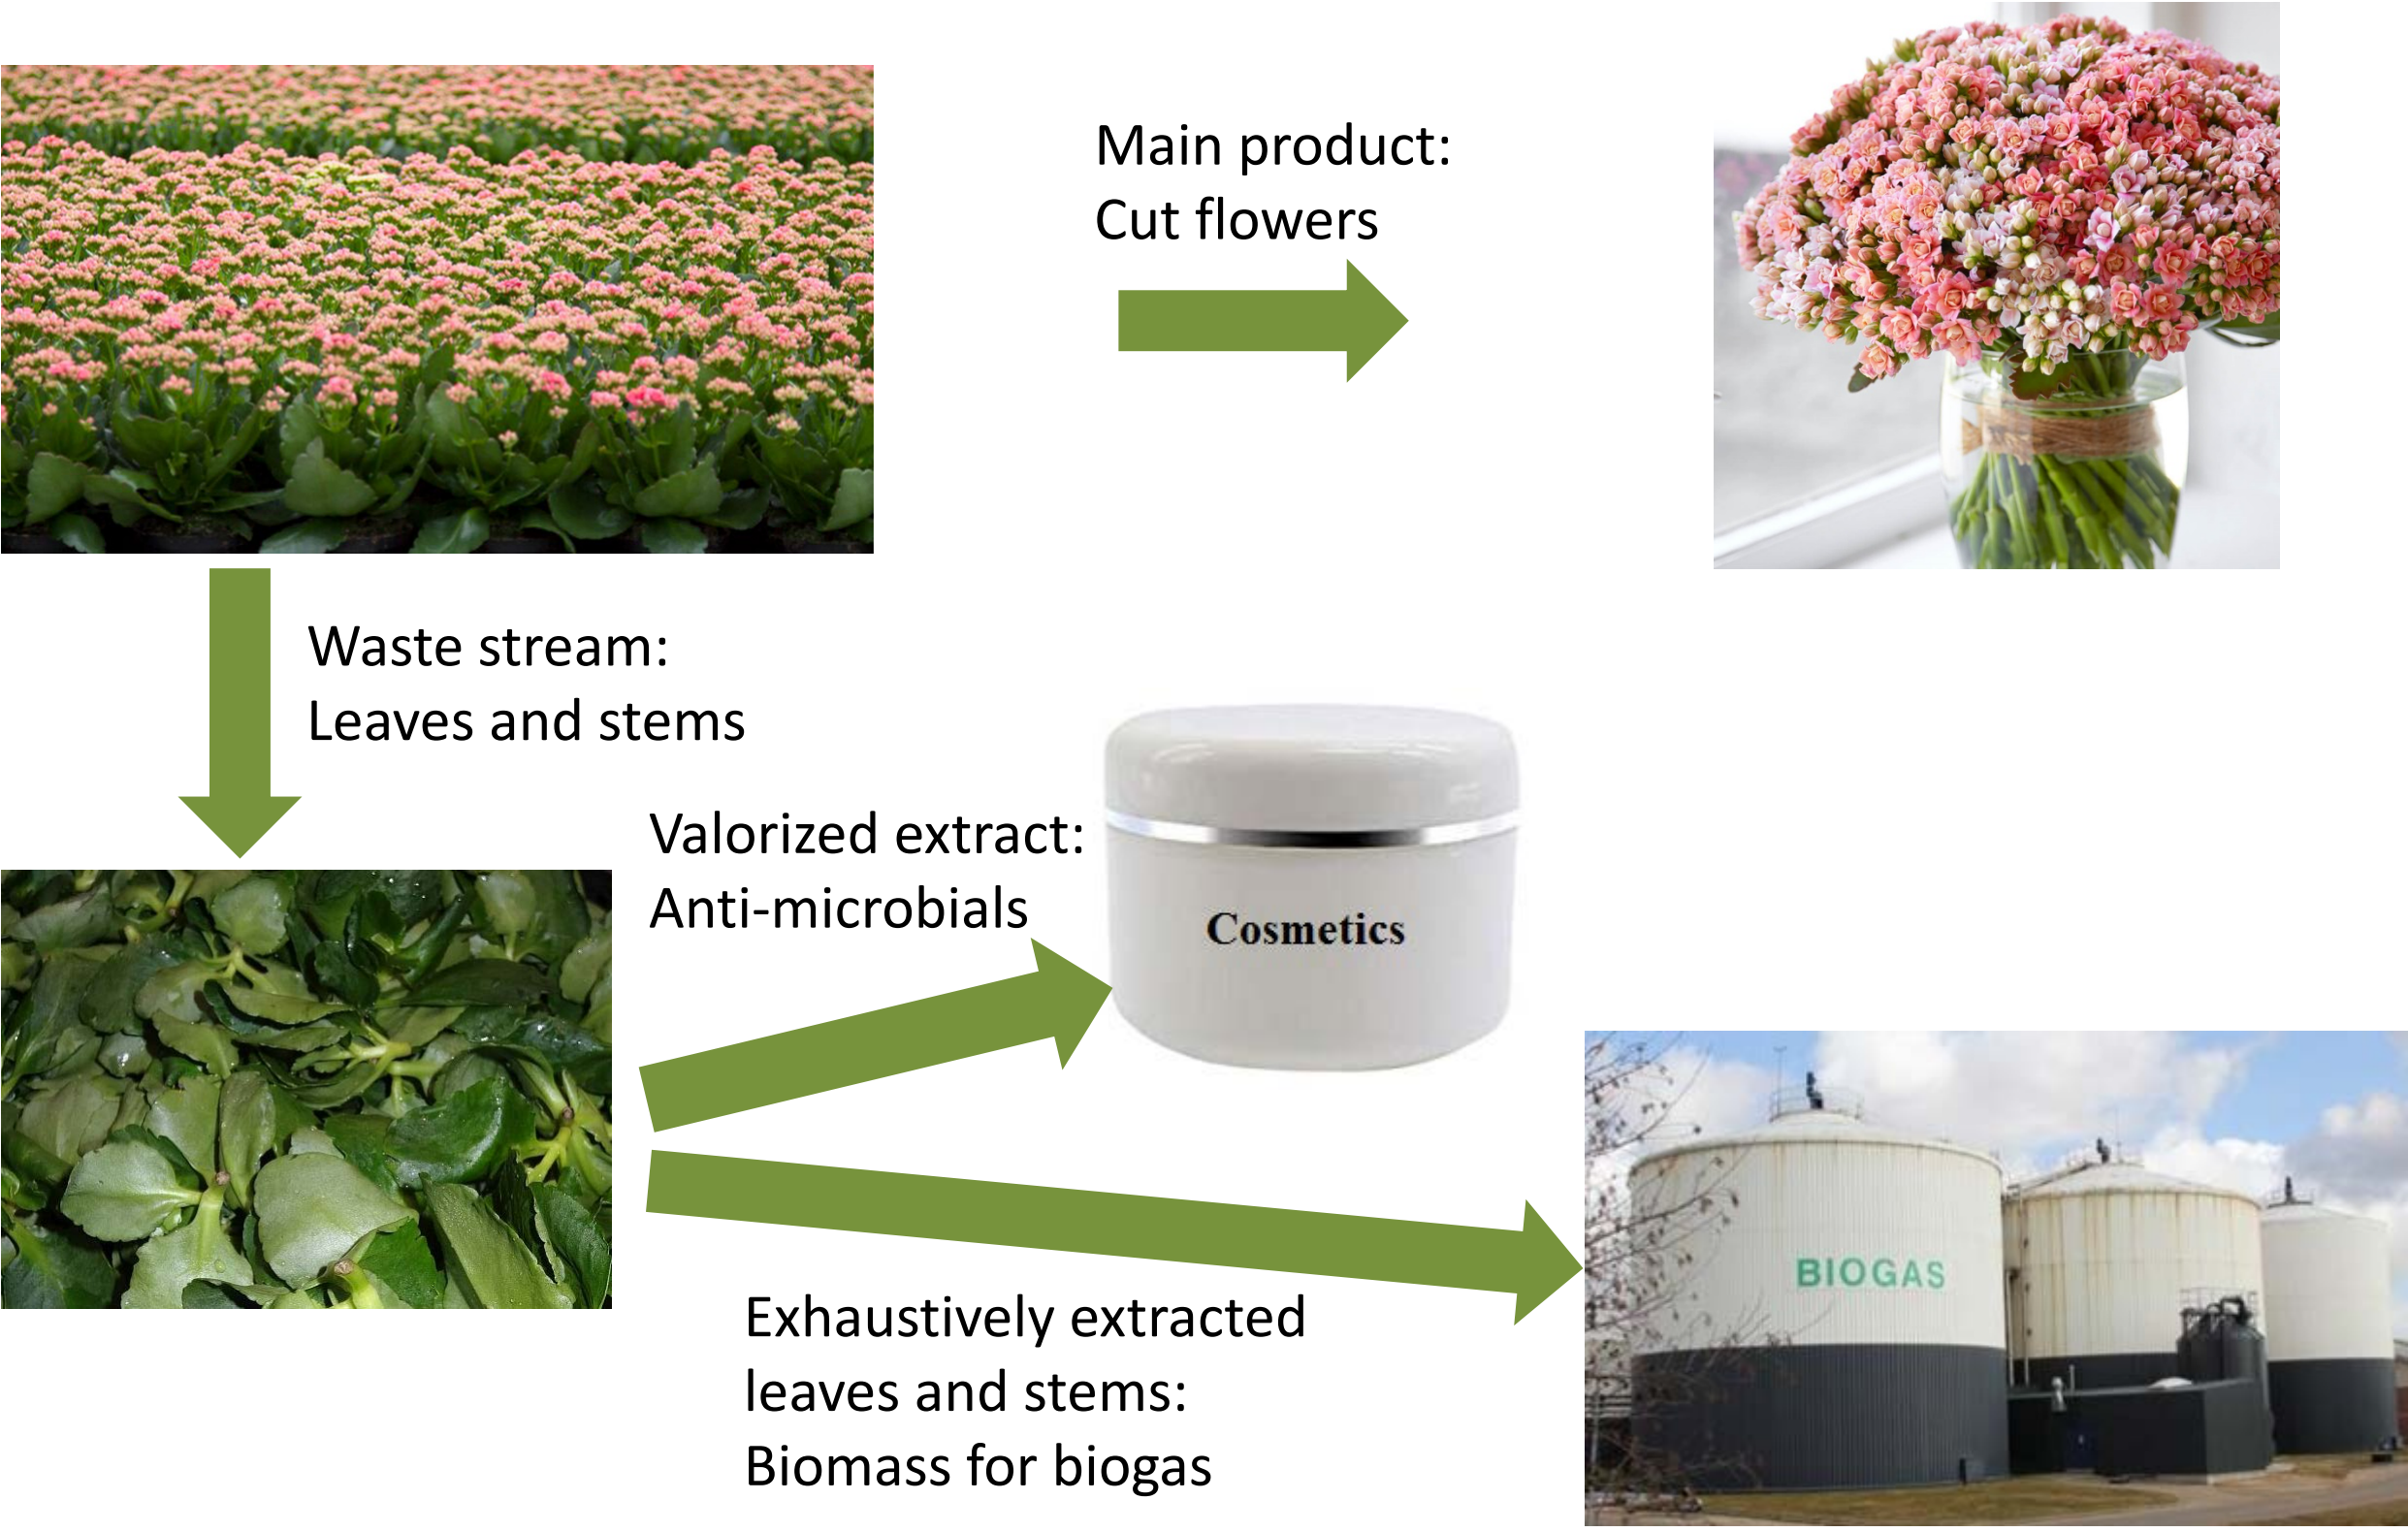 Main product:
Cut flowers
Waste stream:
Leaves and stems
Valorized extract:
Anti-microbials
Cosmetics
BIOGAS
Exhaustively extracted
leaves and stems:
Biomass for biogas